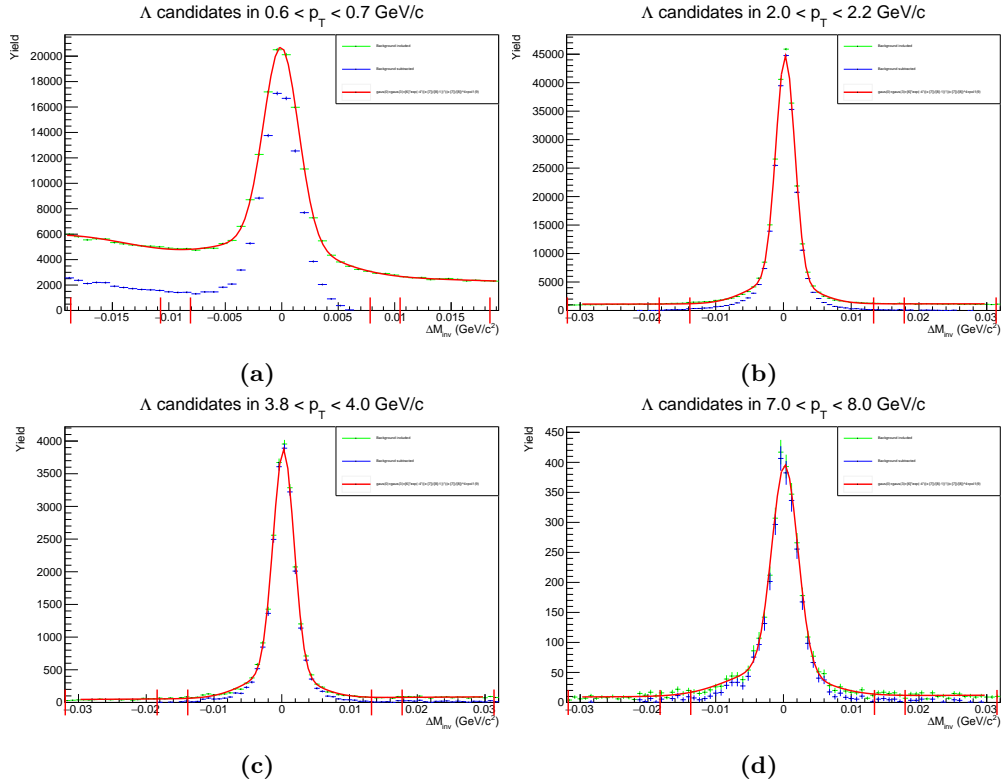 Λ candidates in 0.6 < p_T < 0.7 GeV/c
Yield
20000
18000
16000
14000
12000
10000
8000
6000
4000
2000
0
Background included
Background subtracted
−0.015 −0.01 −0.005 0 0.005 0.01 0.015
ΔM_inv (GeV/c²)
(a)
Λ candidates in 2.0 < p_T < 2.2 GeV/c
Yield
45000
40000
35000
30000
25000
20000
15000
10000
5000
0
Background included
Background subtracted
−0.03 −0.02 −0.01 0 0.01 0.02 0.03
ΔM_inv (GeV/c²)
(b)
Λ candidates in 3.8 < p_T < 4.0 GeV/c
Yield
4000
3500
3000
2500
2000
1500
1000
500
0
Background included
Background subtracted
−0.03 −0.02 −0.01 0 0.01 0.02 0.03
ΔM_inv (GeV/c²)
(c)
Λ candidates in 7.0 < p_T < 8.0 GeV/c
Yield
450
400
350
300
250
200
150
100
50
0
Background included
Background subtracted
−0.03 −0.02 −0.01 0 0.01 0.02 0.03
ΔM_inv (GeV/c²)
(d)